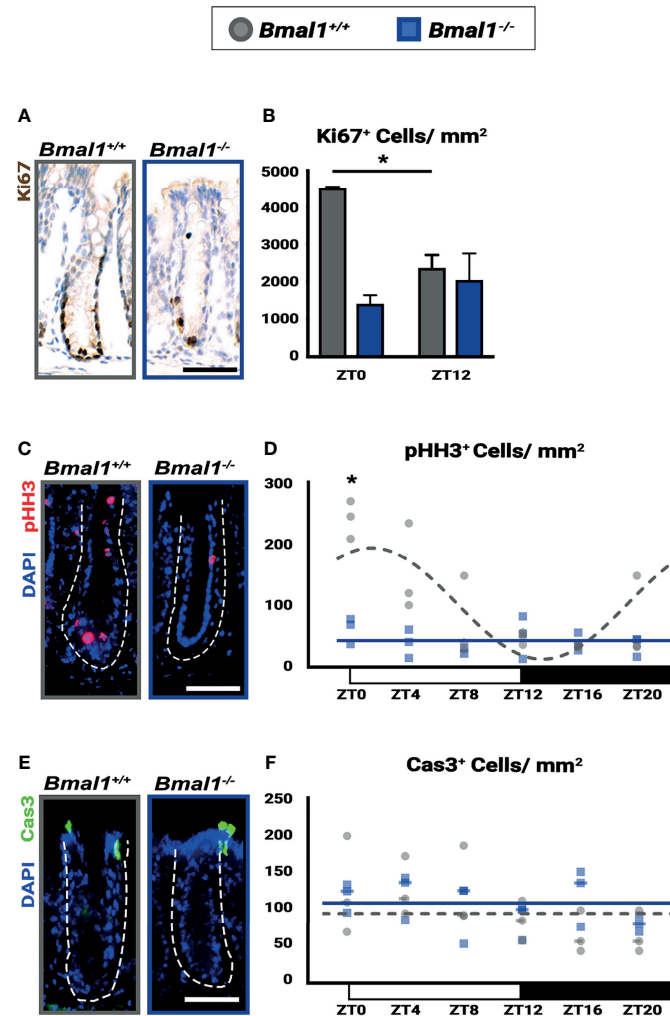 Bmal1+/+ Bmal1-/-
A
Bmal1+/+ Bmal1-/-
Ki67
B
Ki67+ Cells/ mm2
*
5000
4000
3000
2000
1000
0
ZT0 ZT12
C
Bmal1+/+ Bmal1-/-
DAPI pHH3
D
pHH3+ Cells/ mm2
*
300
200
100
0
ZT0 ZT4 ZT8 ZT12 ZT16 ZT20
E
Bmal1+/+ Bmal1-/-
DAPI Cas3
F
Cas3+ Cells/ mm2
250
200
150
100
50
0
ZT0 ZT4 ZT8 ZT12 ZT16 ZT20